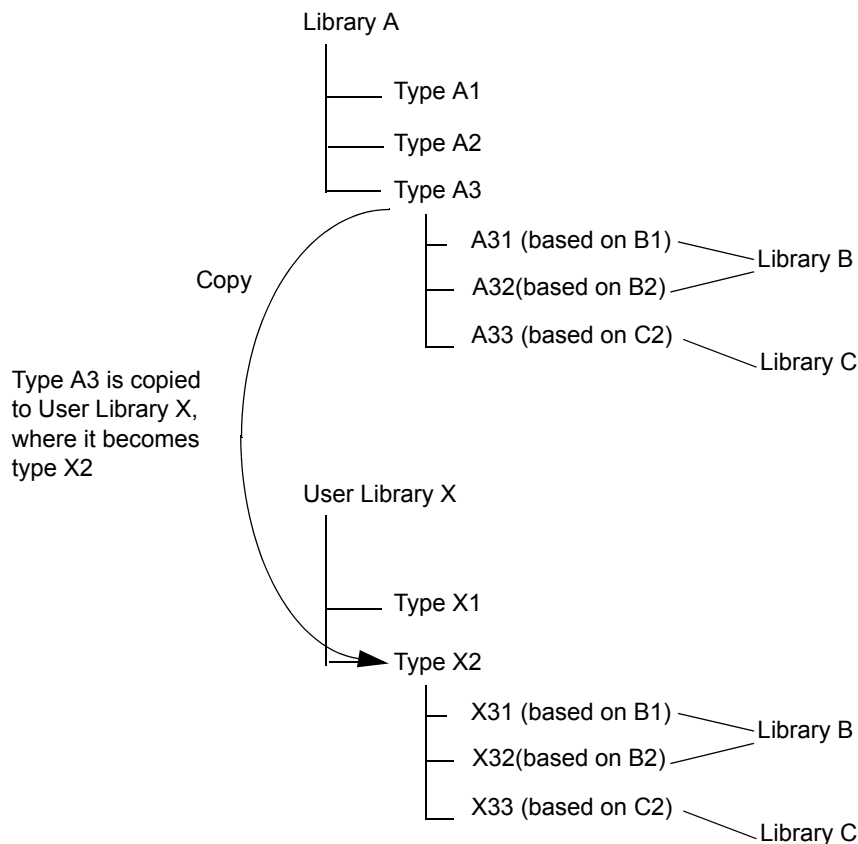 Library A
Type A1
Type A2
Type A3
A31 (based on B1)
Library B
A32(based on B2)
A33 (based on C2)
Library C
Copy
Type A3 is copied
to User Library X,
where it becomes
type X2
User Library X
Type X1
Type X2
X31 (based on B1)
Library B
X32(based on B2)
X33 (based on C2)
Library C